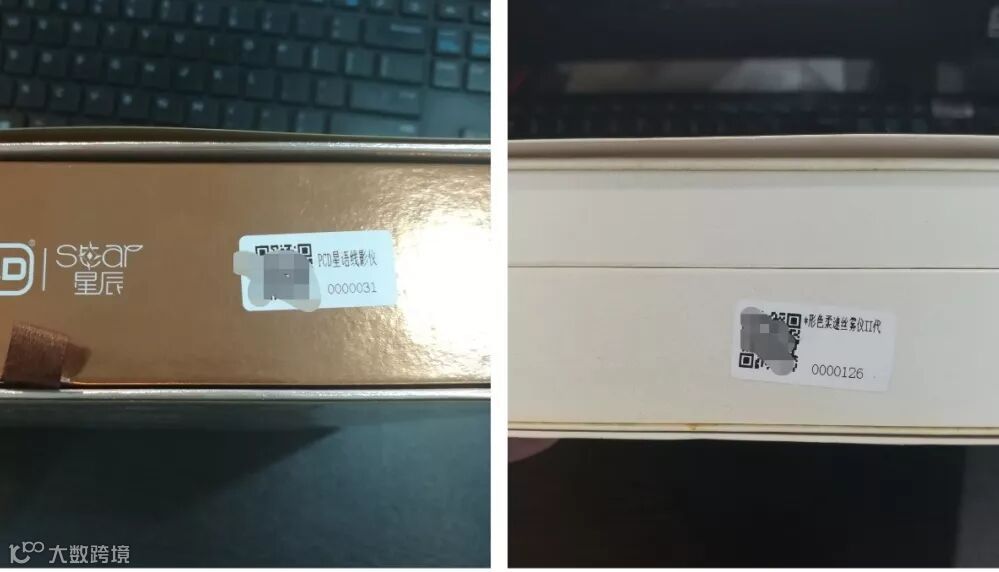 D®
star
星辰
PCD星语线影仪
0000031
*形色柔谜丝雾仪II代
0000126
大数跨境